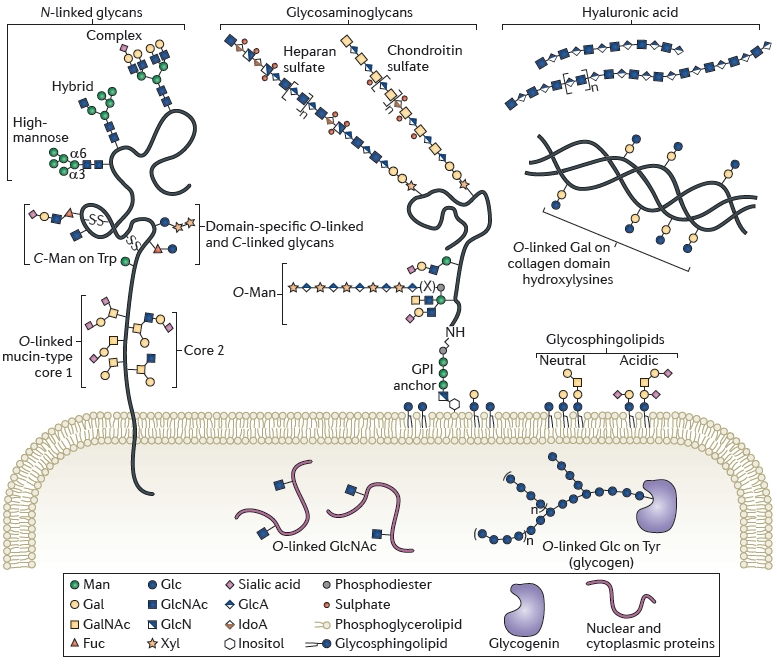 N-linked glycans
Glycosaminoglycans
Hyaluronic acid
Complex
Heparan
sulfate
Chondroitin
sulfate
n
n
n
Hybrid
High-
mannose
α6
α3
SS
SS
Domain-specific O-linked
and C-linked glycans
C-Man on Trp
O-linked Gal on
collagen domain
hydroxylysines
O-Man
(X)
NH
O-linked
mucin-type
core 1
Core 2
GPI
anchor
Glycosphingolipids
Neutral
Acidic
n
n
O-linked GlcNAc
O-linked Glc on Tyr
(glycogen)
Man
Glc
Sialic acid
Phosphodiester
Gal
GlcNAc
GlcA
Sulphate
GalNAc
GlcN
IdoA
Phosphoglycerolipid
Fuc
Xyl
Inositol
Glycosphingolipid
Glycogenin
Nuclear and
cytoplasmic proteins